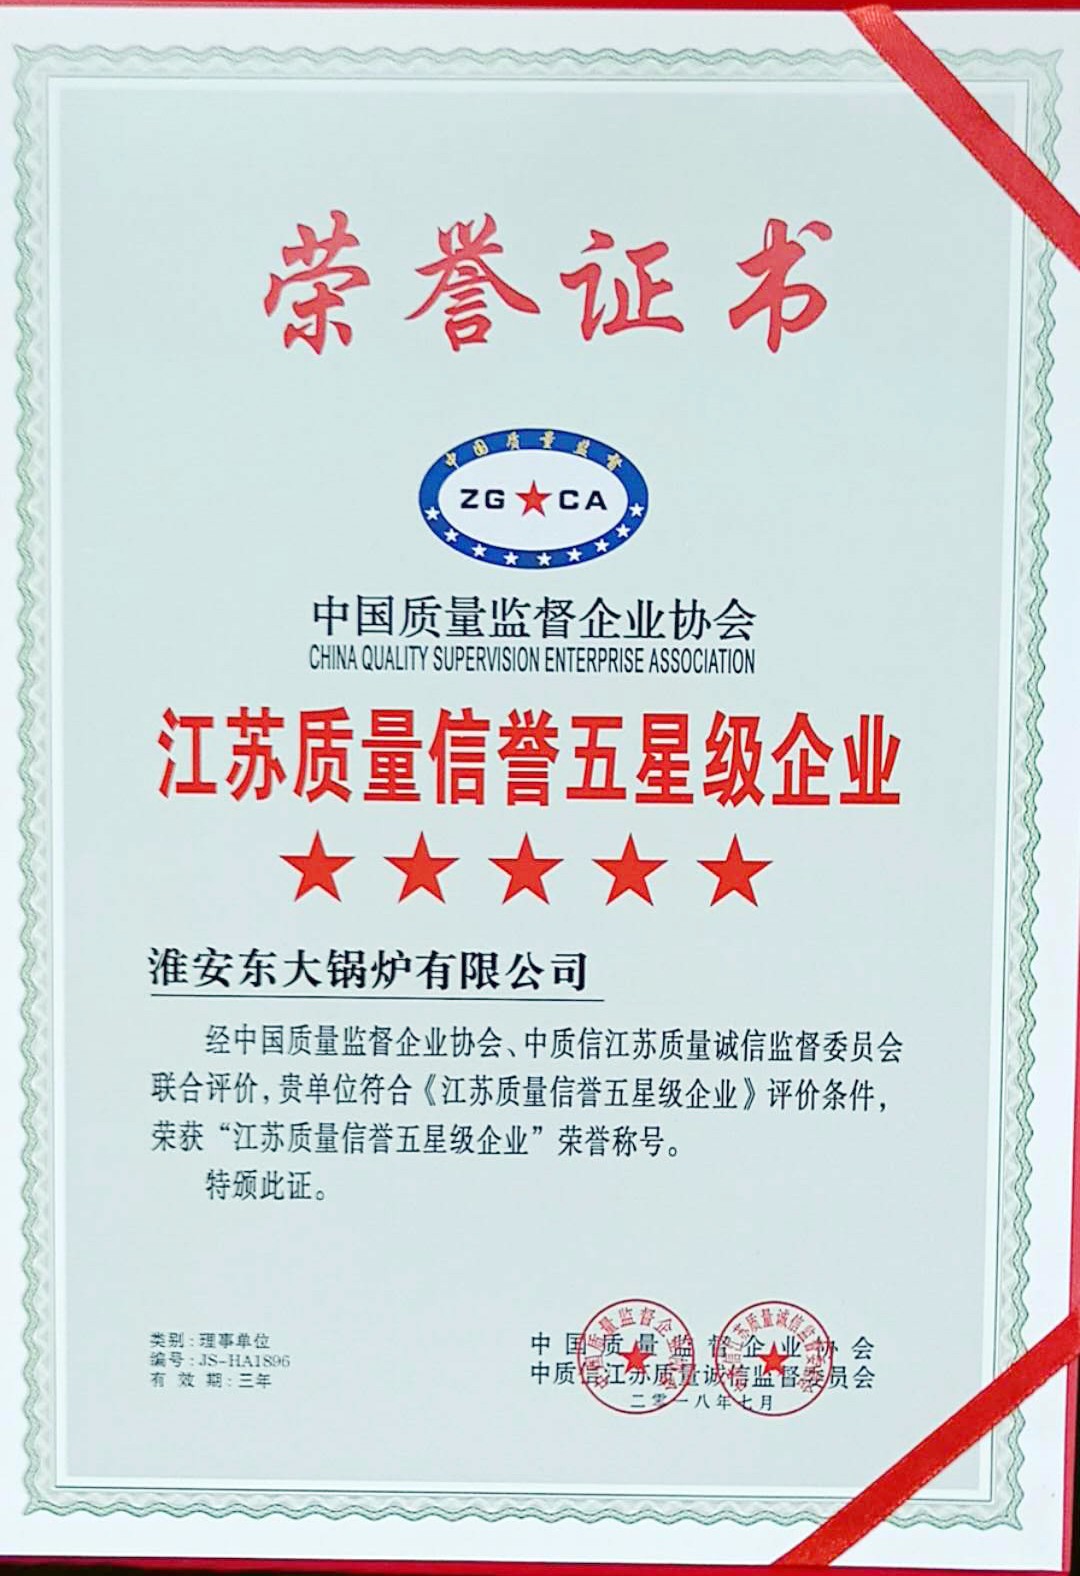 荣誉证书
中国质量监督
ZG★CA
中国质量监督企业协会
CHINA QUALITY SUPERVISION ENTERPRISE ASSOCIATION
江苏质量信誉五星级企业
★★★★★
淮安东大锅炉有限公司
经中国质量监督企业协会、中质信江苏质量诚信监督委员会
联合评价,贵单位符合《江苏质量信誉五星级企业》评价条件,
荣获“江苏质量信誉五星级企业”荣誉称号。
特颁此证。
类别:理事单位
编号:JS-HA1896
有效期:三年
中国质量监督企业协会
中质信江苏质量诚信监督委员会
二零一八年七月